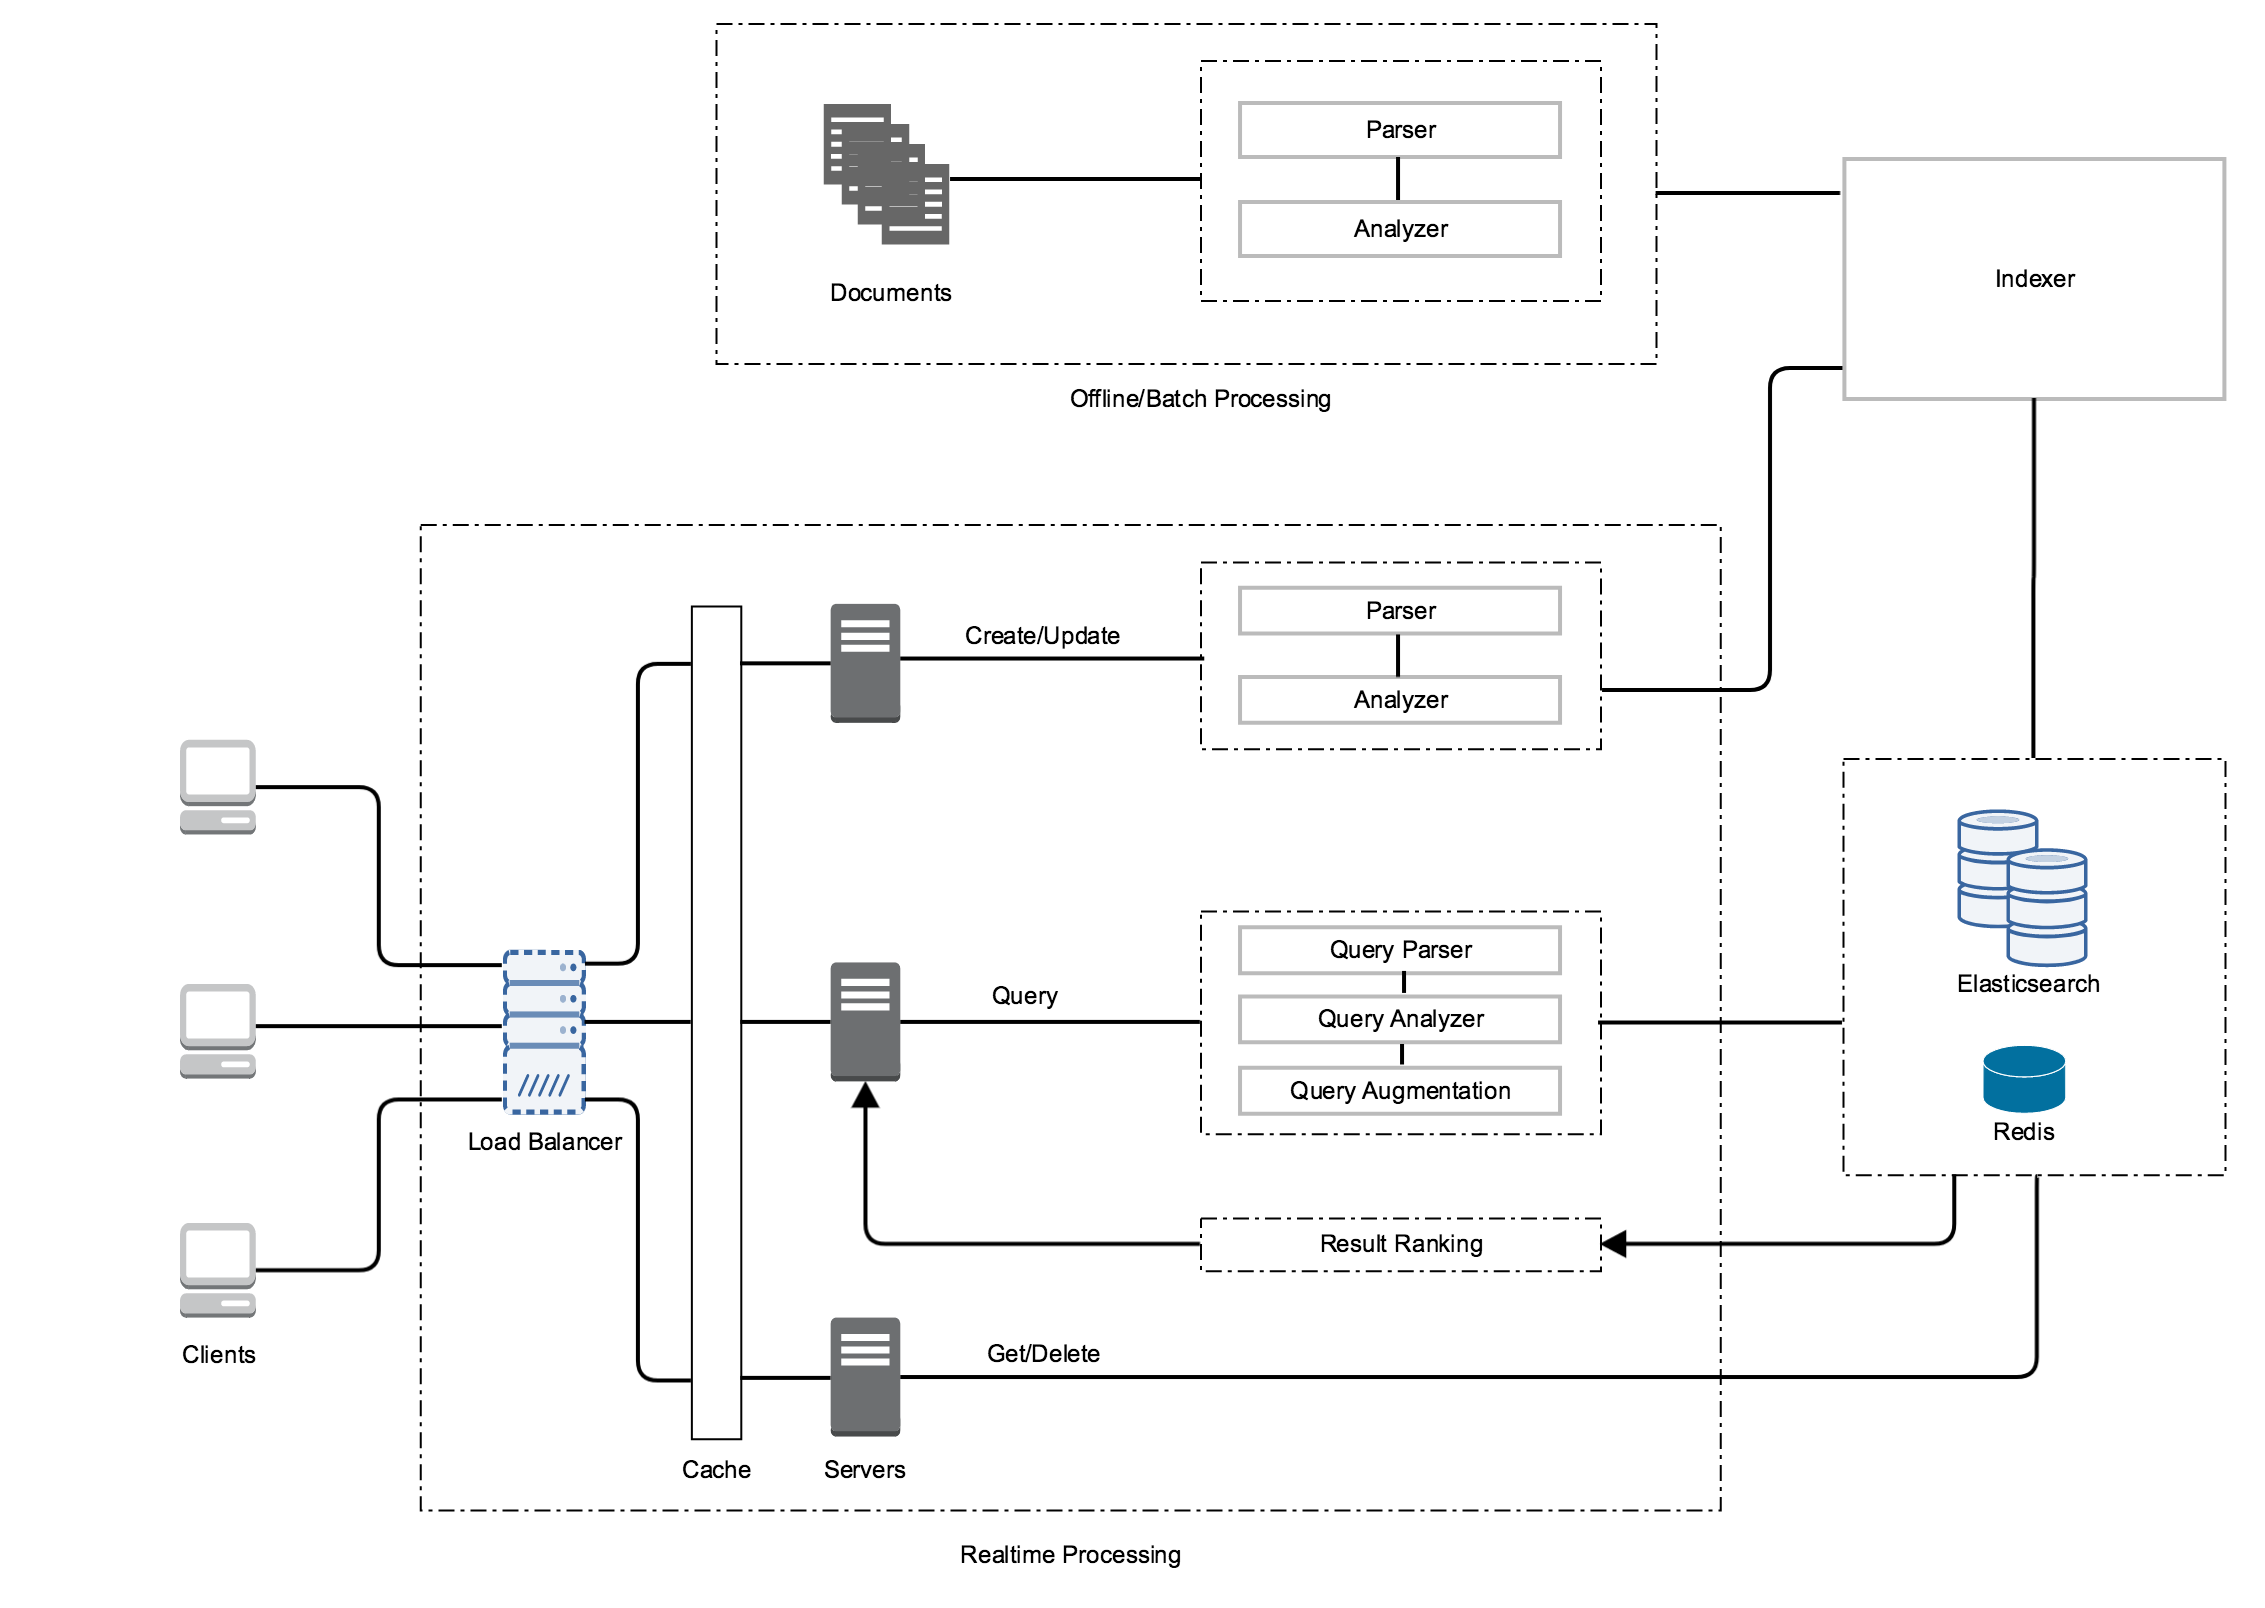 Parser
Analyzer
Documents
Indexer
Offline/Batch Processing
Parser
Create/Update
Analyzer
Query Parser
Query
Query Analyzer
Query Augmentation
Elasticsearch
Redis
Load Balancer
Result Ranking
Clients
Get/Delete
Cache
Servers
Realtime Processing